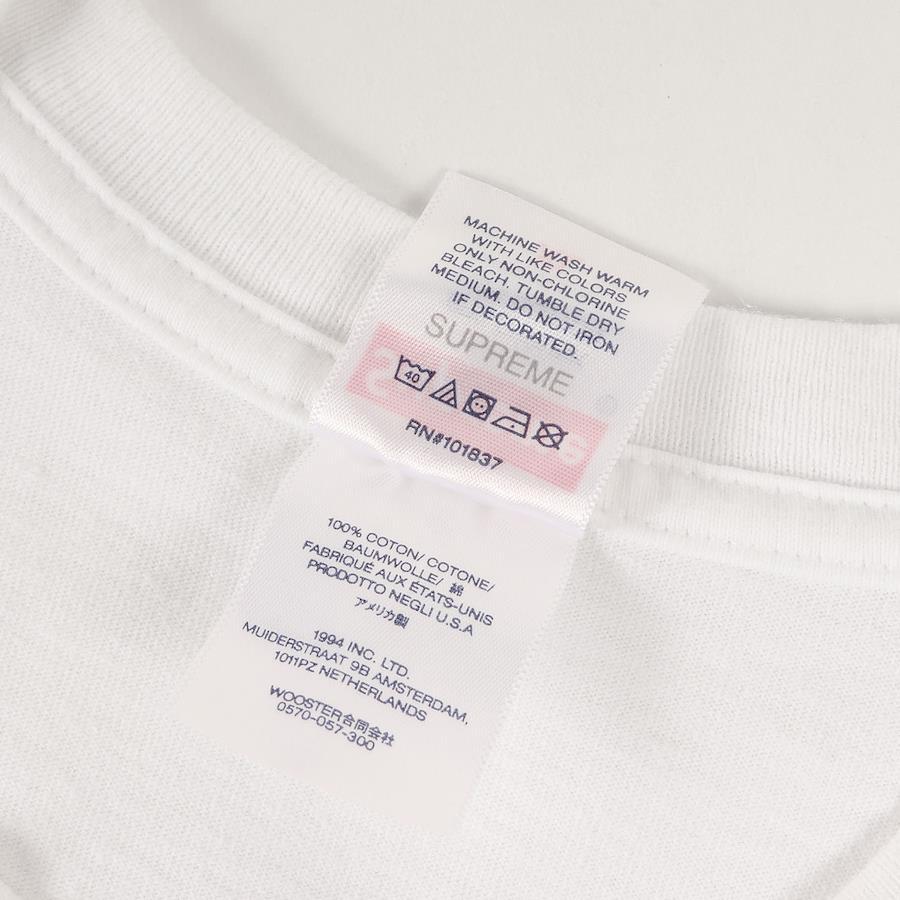 MACHINE WASH WARM
WITH LIKE COLORS
ONLY NON-CHLORINE
BLEACH. TUMBLE DRY
MEDIUM. DO NOT IRON
IF DECORATED.
SUPREME
40
RN#101837
100% COTON/ COTONE/
BAUMWOLLE/ 綿
FABRIQUÉ AUX ÉTATS-UNIS
PRODOTTO NEGLI U.S.A
アメリカ製
1994 INC. LTD.
MUIDERSTRAAT 9B AMSTERDAM,
1011PZ NETHERLANDS
WOOSTER合同会社
0570-057-300